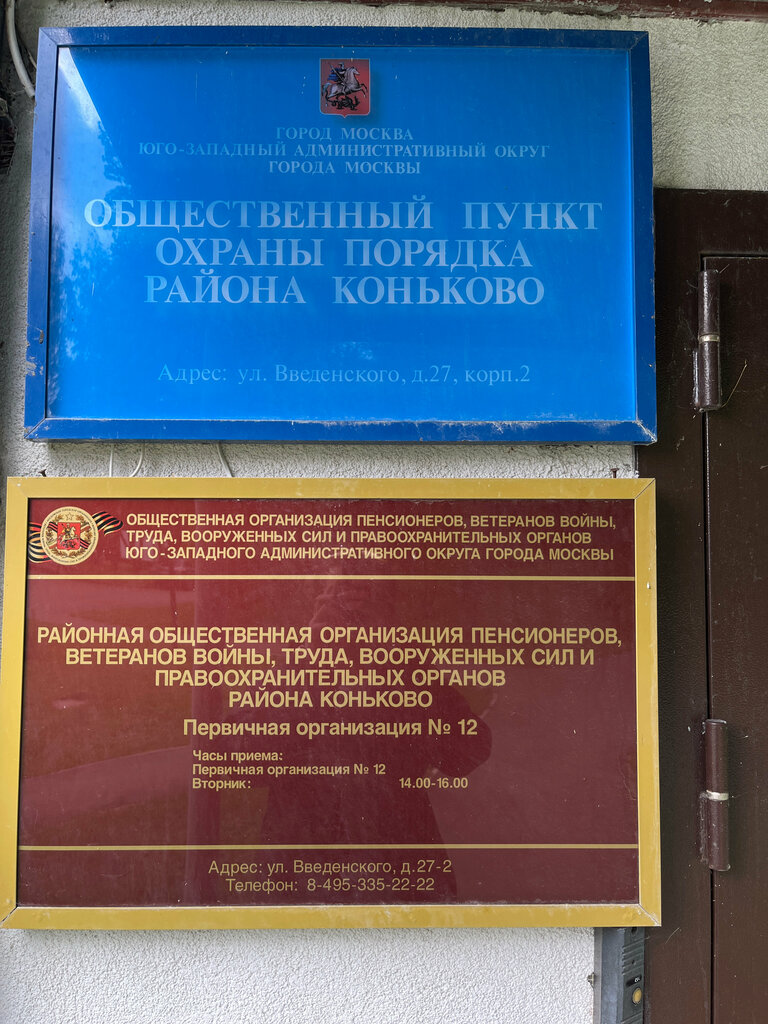 ГОРОД МОСКВА
ЮГО-ЗАПАДНЫЙ АДМИНИСТРАТИВНЫЙ ОКРУГ
ГОРОДА МОСКВЫ
ОБЩЕСТВЕННЫЙ ПУНКТ
ОХРАНЫ ПОРЯДКА
РАЙОНА КОНЬКОВО
Адрес: ул. Введенского, д.27, корп.2
ОБЩЕСТВЕННАЯ ОРГАНИЗАЦИЯ ПЕНСИОНЕРОВ, ВЕТЕРАНОВ ВОЙНЫ,
ТРУДА, ВООРУЖЕННЫХ СИЛ И ПРАВООХРАНИТЕЛЬНЫХ ОРГАНОВ
ЮГО-ЗАПАДНОГО АДМИНИСТРАТИВНОГО ОКРУГА ГОРОДА МОСКВЫ
РАЙОННАЯ ОБЩЕСТВЕННАЯ ОРГАНИЗАЦИЯ ПЕНСИОНЕРОВ,
ВЕТЕРАНОВ ВОЙНЫ, ТРУДА, ВООРУЖЕННЫХ СИЛ И
ПРАВООХРАНИТЕЛЬНЫХ ОРГАНОВ
РАЙОНА КОНЬКОВО
Первичная организация № 12
Часы приема:
Первичная организация № 12
Вторник: 14.00-16.00
Адрес: ул. Введенского, д.27-2
Телефон: 8-495-335-22-22